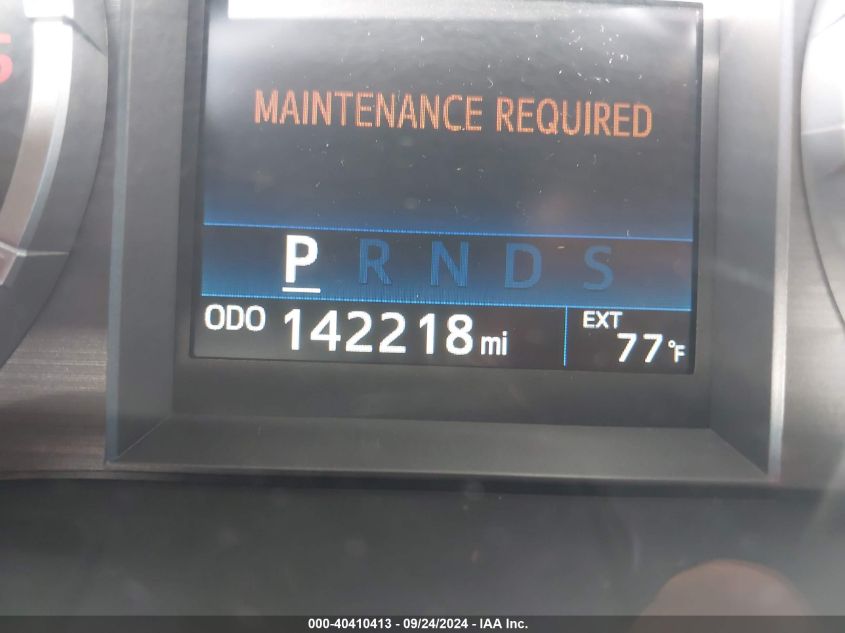 MAINTENANCE REQUIRED
P R N D S
ODO 142218 mi
EXT
77°F
000-40410413 - 09/24/2024 - IAA Inc.